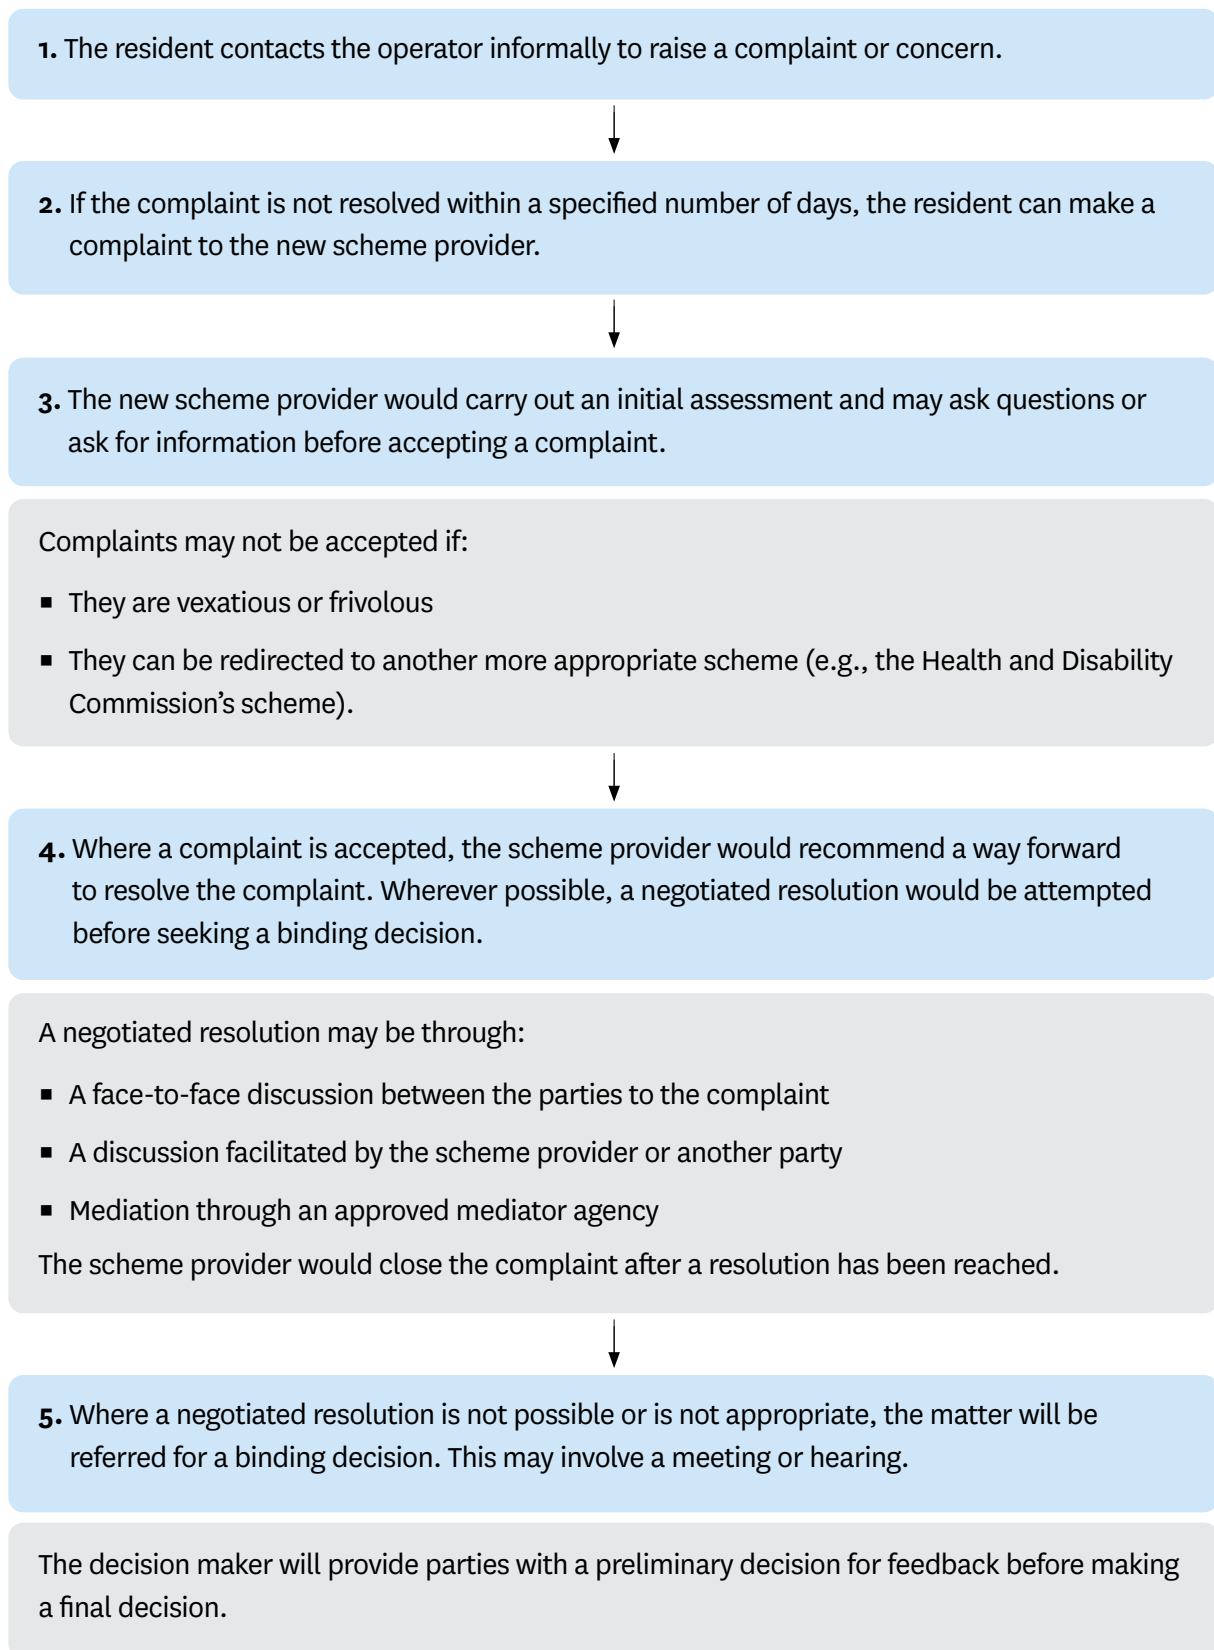 1. The resident contacts the operator informally to raise a complaint or concern.
2. If the complaint is not resolved within a specified number of days, the resident can make a
complaint to the new scheme provider.
3. The new scheme provider would carry out an initial assessment and may ask questions or
ask for information before accepting a complaint.
Complaints may not be accepted if:
▪ They are vexatious or frivolous
▪ They can be redirected to another more appropriate scheme (e.g., the Health and Disability
Commission’s scheme).
4. Where a complaint is accepted, the scheme provider would recommend a way forward
to resolve the complaint. Wherever possible, a negotiated resolution would be attempted
before seeking a binding decision.
A negotiated resolution may be through:
▪ A face-to-face discussion between the parties to the complaint
▪ A discussion facilitated by the scheme provider or another party
▪ Mediation through an approved mediator agency
The scheme provider would close the complaint after a resolution has been reached.
5. Where a negotiated resolution is not possible or is not appropriate, the matter will be
referred for a binding decision. This may involve a meeting or hearing.
The decision maker will provide parties with a preliminary decision for feedback before making
a final decision.